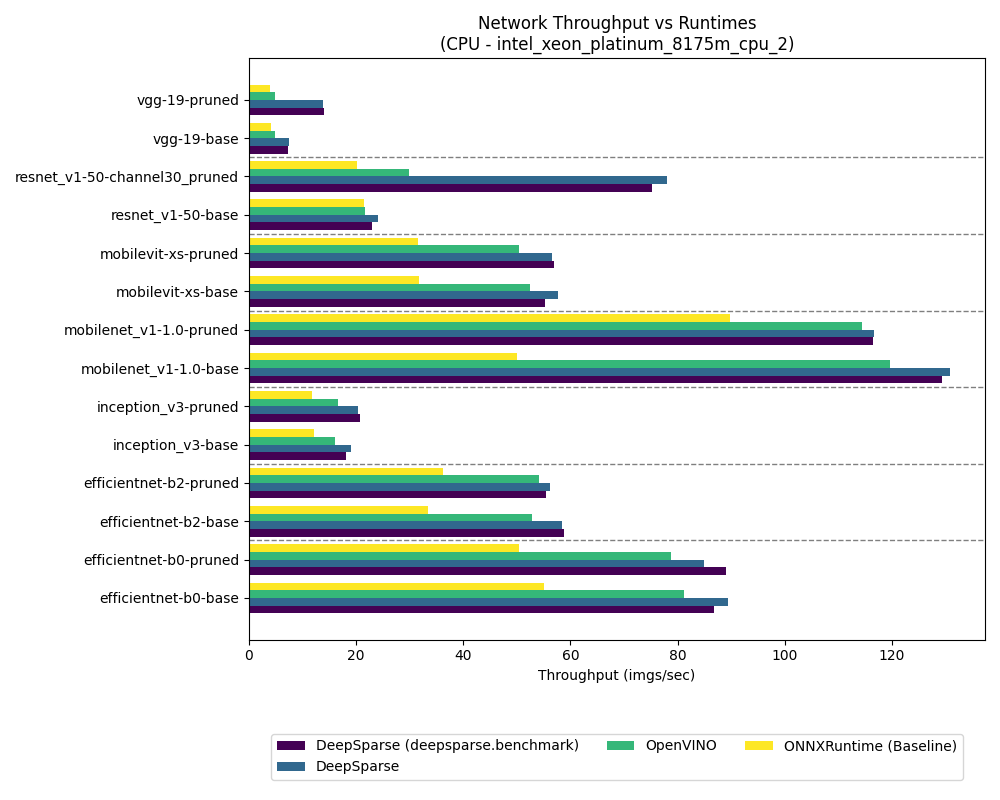 Network Throughput vs Runtimes
(CPU - intel_xeon_platinum_8175m_cpu_2)
vgg-19-pruned
vgg-19-base
resnet_v1-50-channel30_pruned
resnet_v1-50-base
mobilevit-xs-pruned
mobilevit-xs-base
mobilenet_v1-1.0-pruned
mobilenet_v1-1.0-base
inception_v3-pruned
inception_v3-base
efficientnet-b2-pruned
efficientnet-b2-base
efficientnet-b0-pruned
efficientnet-b0-base
0 20 40 60 80 100 120
Throughput (imgs/sec)
DeepSparse (deepsparse.benchmark) OpenVINO ONNXRuntime (Baseline)
DeepSparse